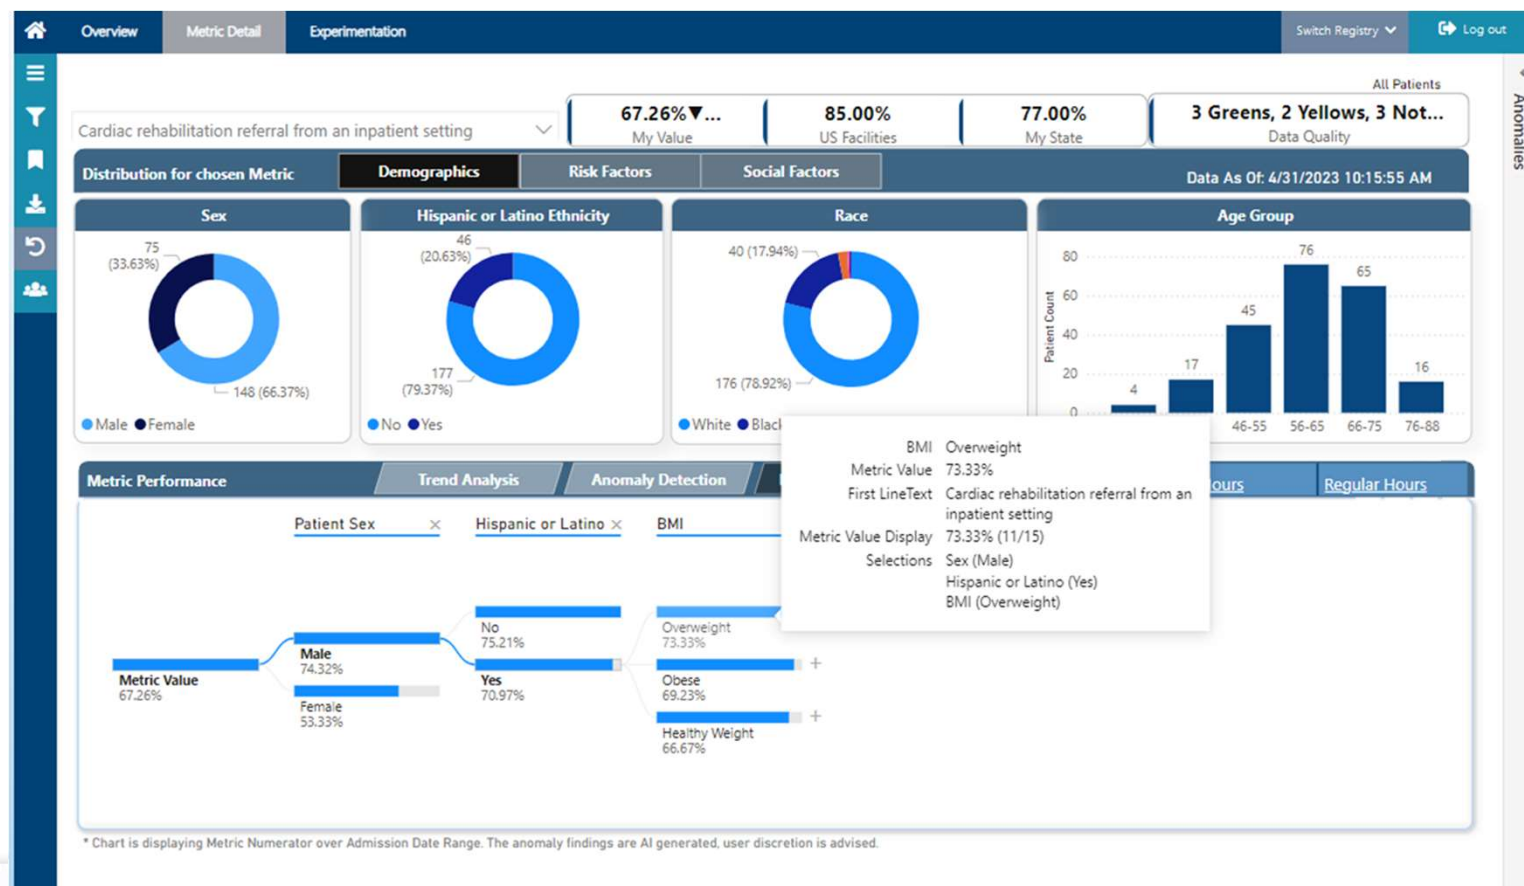 Overview Metric Detail Experimentation Switch Registry Log out
All Patients
Anomalies
Cardiac rehabilitation referral from an inpatient setting
67.26%▼... 85.00% 77.00% 3 Greens, 2 Yellows, 3 Not...
My Value US Facilities My State Data Quality
Distribution for chosen Metric Demographics Risk Factors Social Factors Data As Of: 4/31/2023 10:15:55 AM
Sex
75
(33.63%)
148 (66.37%)
Male Female
Hispanic or Latino Ethnicity
46
(20.63%)
177
(79.37%)
No Yes
Race
40 (17.94%)
176 (78.92%)
White Black
Age Group
Patient Count
80
60
40
20
0
4 17 45 76 65 16
46-55 56-65 66-75 76-88
Metric Performance Trend Analysis Anomaly Detection Regular Hours
BMI Overweight
Metric Value 73.33%
First LineText Cardiac rehabilitation referral from an
inpatient setting
Metric Value Display 73.33% (11/15)
Selections Sex (Male)
Hispanic or Latino (Yes)
BMI (Overweight)
Patient Sex × Hispanic or Latino × BMI
Metric Value
67.26%
Male
74.32%
Female
53.33%
No
75.21%
Yes
70.97%
Overweight
73.33%
Obese
69.23%
Healthy Weight
66.67%
* Chart is displaying Metric Numerator over Admission Date Range. The anomaly findings are AI generated, user discretion is advised.